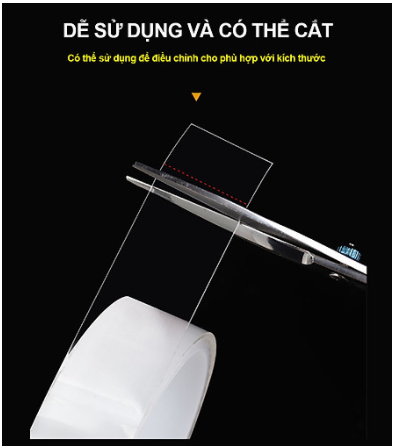 DỄ SỬ DỤNG VÀ CÓ THỂ CẮT
Có thể sử dụng để điều chỉnh cho phù hợp với kích thước